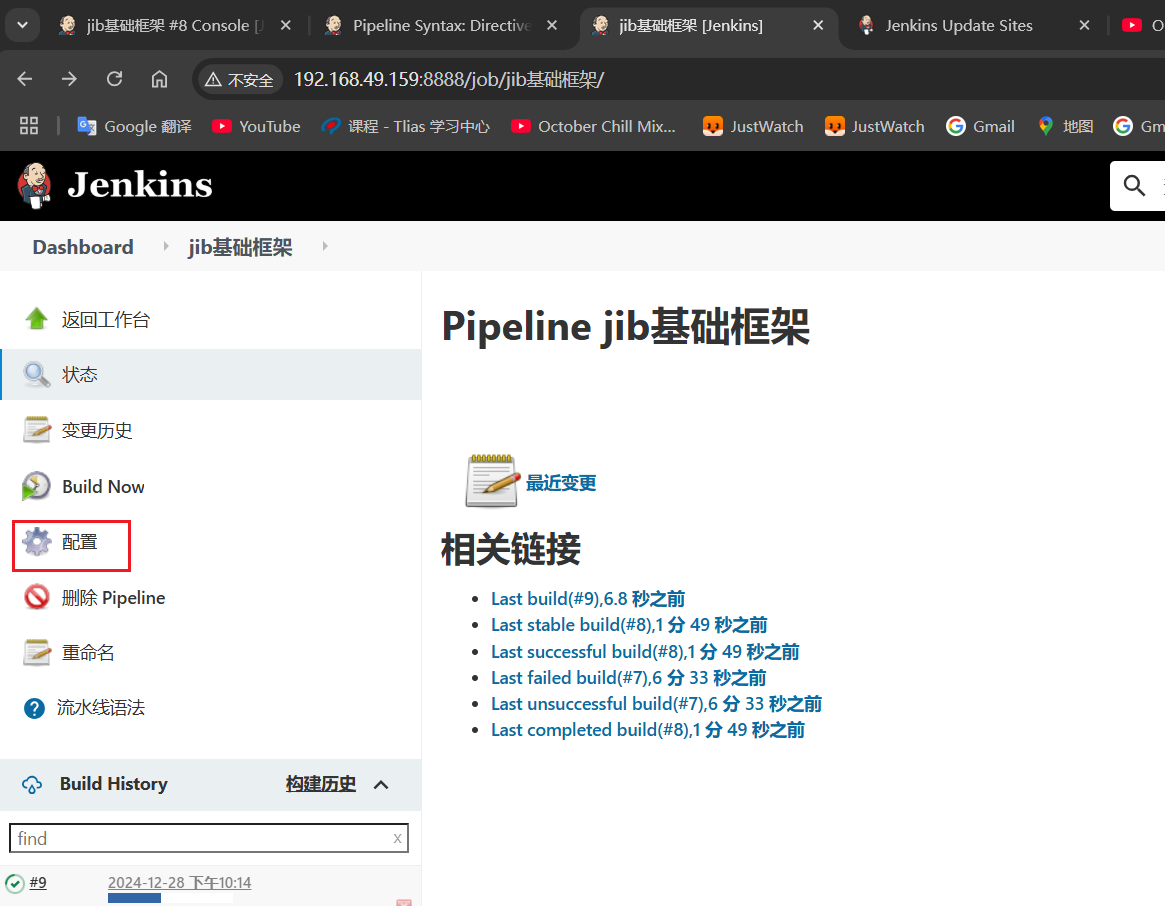 jib基础框架 #8 Console [J
Pipeline Syntax: Directive
jib基础框架 [Jenkins]
Jenkins Update Sites
O
不安全 192.168.49.159:8888/job/jib基础框架/
Google 翻译 YouTube 课程 - Tlias 学习中心 October Chill Mix... JustWatch JustWatch Gmail 地图 Gm
Jenkins
Dashboard jib基础框架
返回工作台
状态
变更历史
Build Now
配置
删除 Pipeline
重命名
流水线语法
Pipeline jib基础框架
最近变更
相关链接
Last build(#9),6.8 秒之前
Last stable build(#8),1 分 49 秒之前
Last successful build(#8),1 分 49 秒之前
Last failed build(#7),6 分 33 秒之前
Last unsuccessful build(#7),6 分 33 秒之前
Last completed build(#8),1 分 49 秒之前
Build History 构建历史
find x
#9 2024-12-28 下午10:14